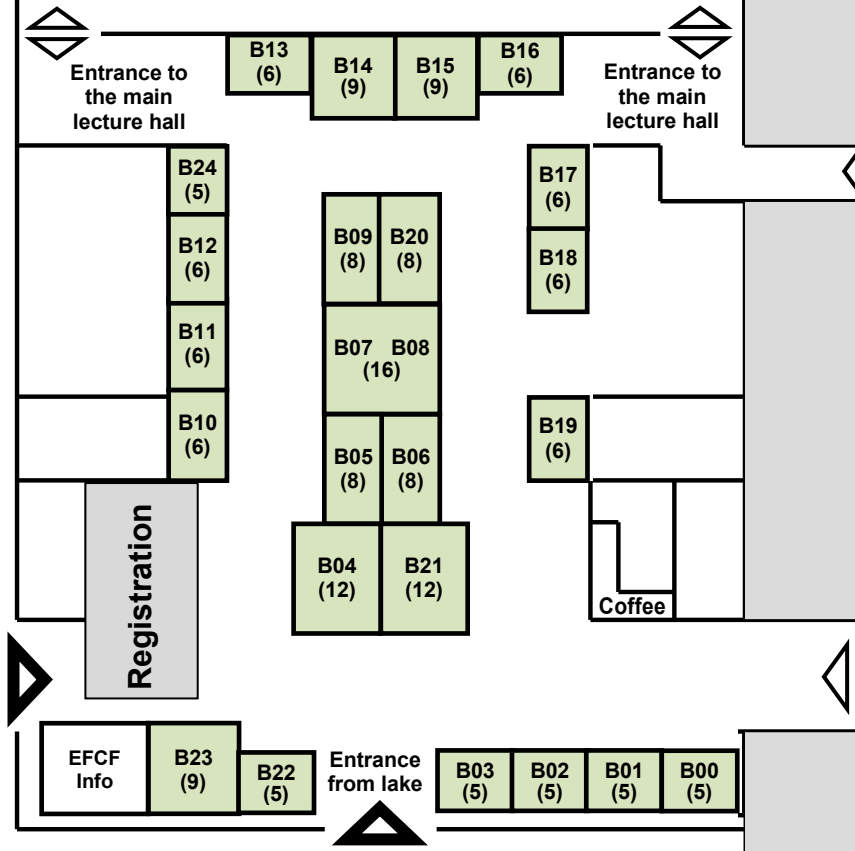 B13
(6)
B14
(9)
B15
(9)
B16
(6)
Entrance to
the main
lecture hall
Entrance to
the main
lecture hall
B24
(5)
B12
(6)
B11
(6)
B10
(6)
B09 B20
(8) (8)
B07 B08
(16)
B05 B06
(8) (8)
B04 B21
(12) (12)
B17
(6)
B18
(6)
B19
(6)
Coffee
Registration
EFCF
Info
B23
(9)
B22
(5)
Entrance
from lake
B03 B02 B01 B00
(5) (5) (5) (5)